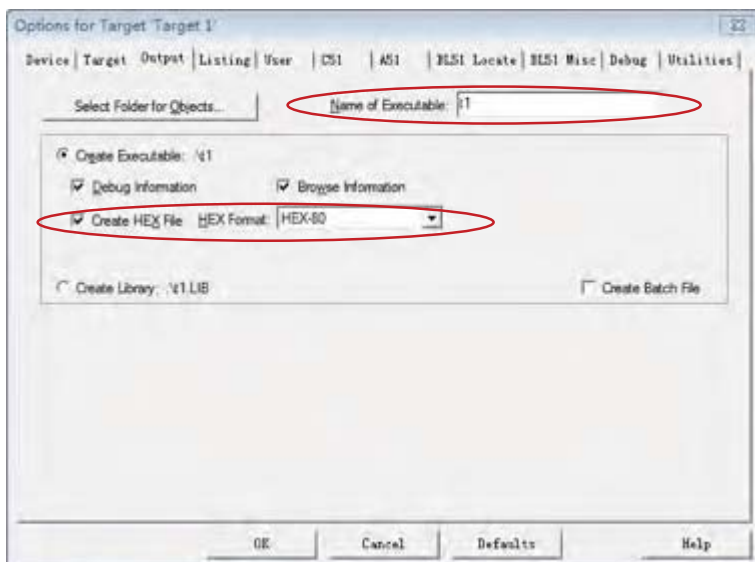 Options for Target 'Target 1'
Device Target Output Listing User C51 A51 BL51 Locate BL51 Misc Debug Utilities
Select Folder for Objects... Name of Executable: t1
Create Executable: .\t1
Debug Information Browse Information
Create HEX File HEX Format: HEX-80
Create Library: .\t1.LIB Create Batch File
OK Cancel Defaults Help